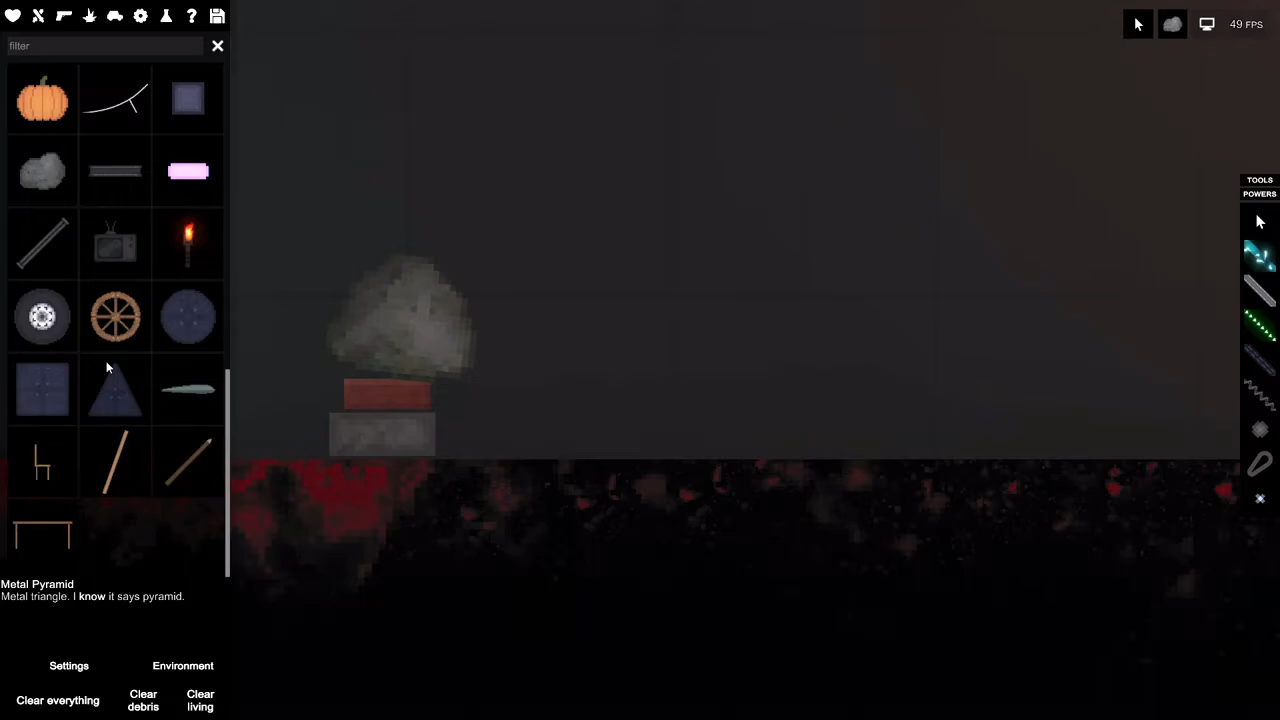 filter
49 FPS
TOOLS
POWERS
Metal Pyramid
Metal triangle. I know it says pyramid.
Settings
Environment
Clear everything
Clear
debris
Clear
living